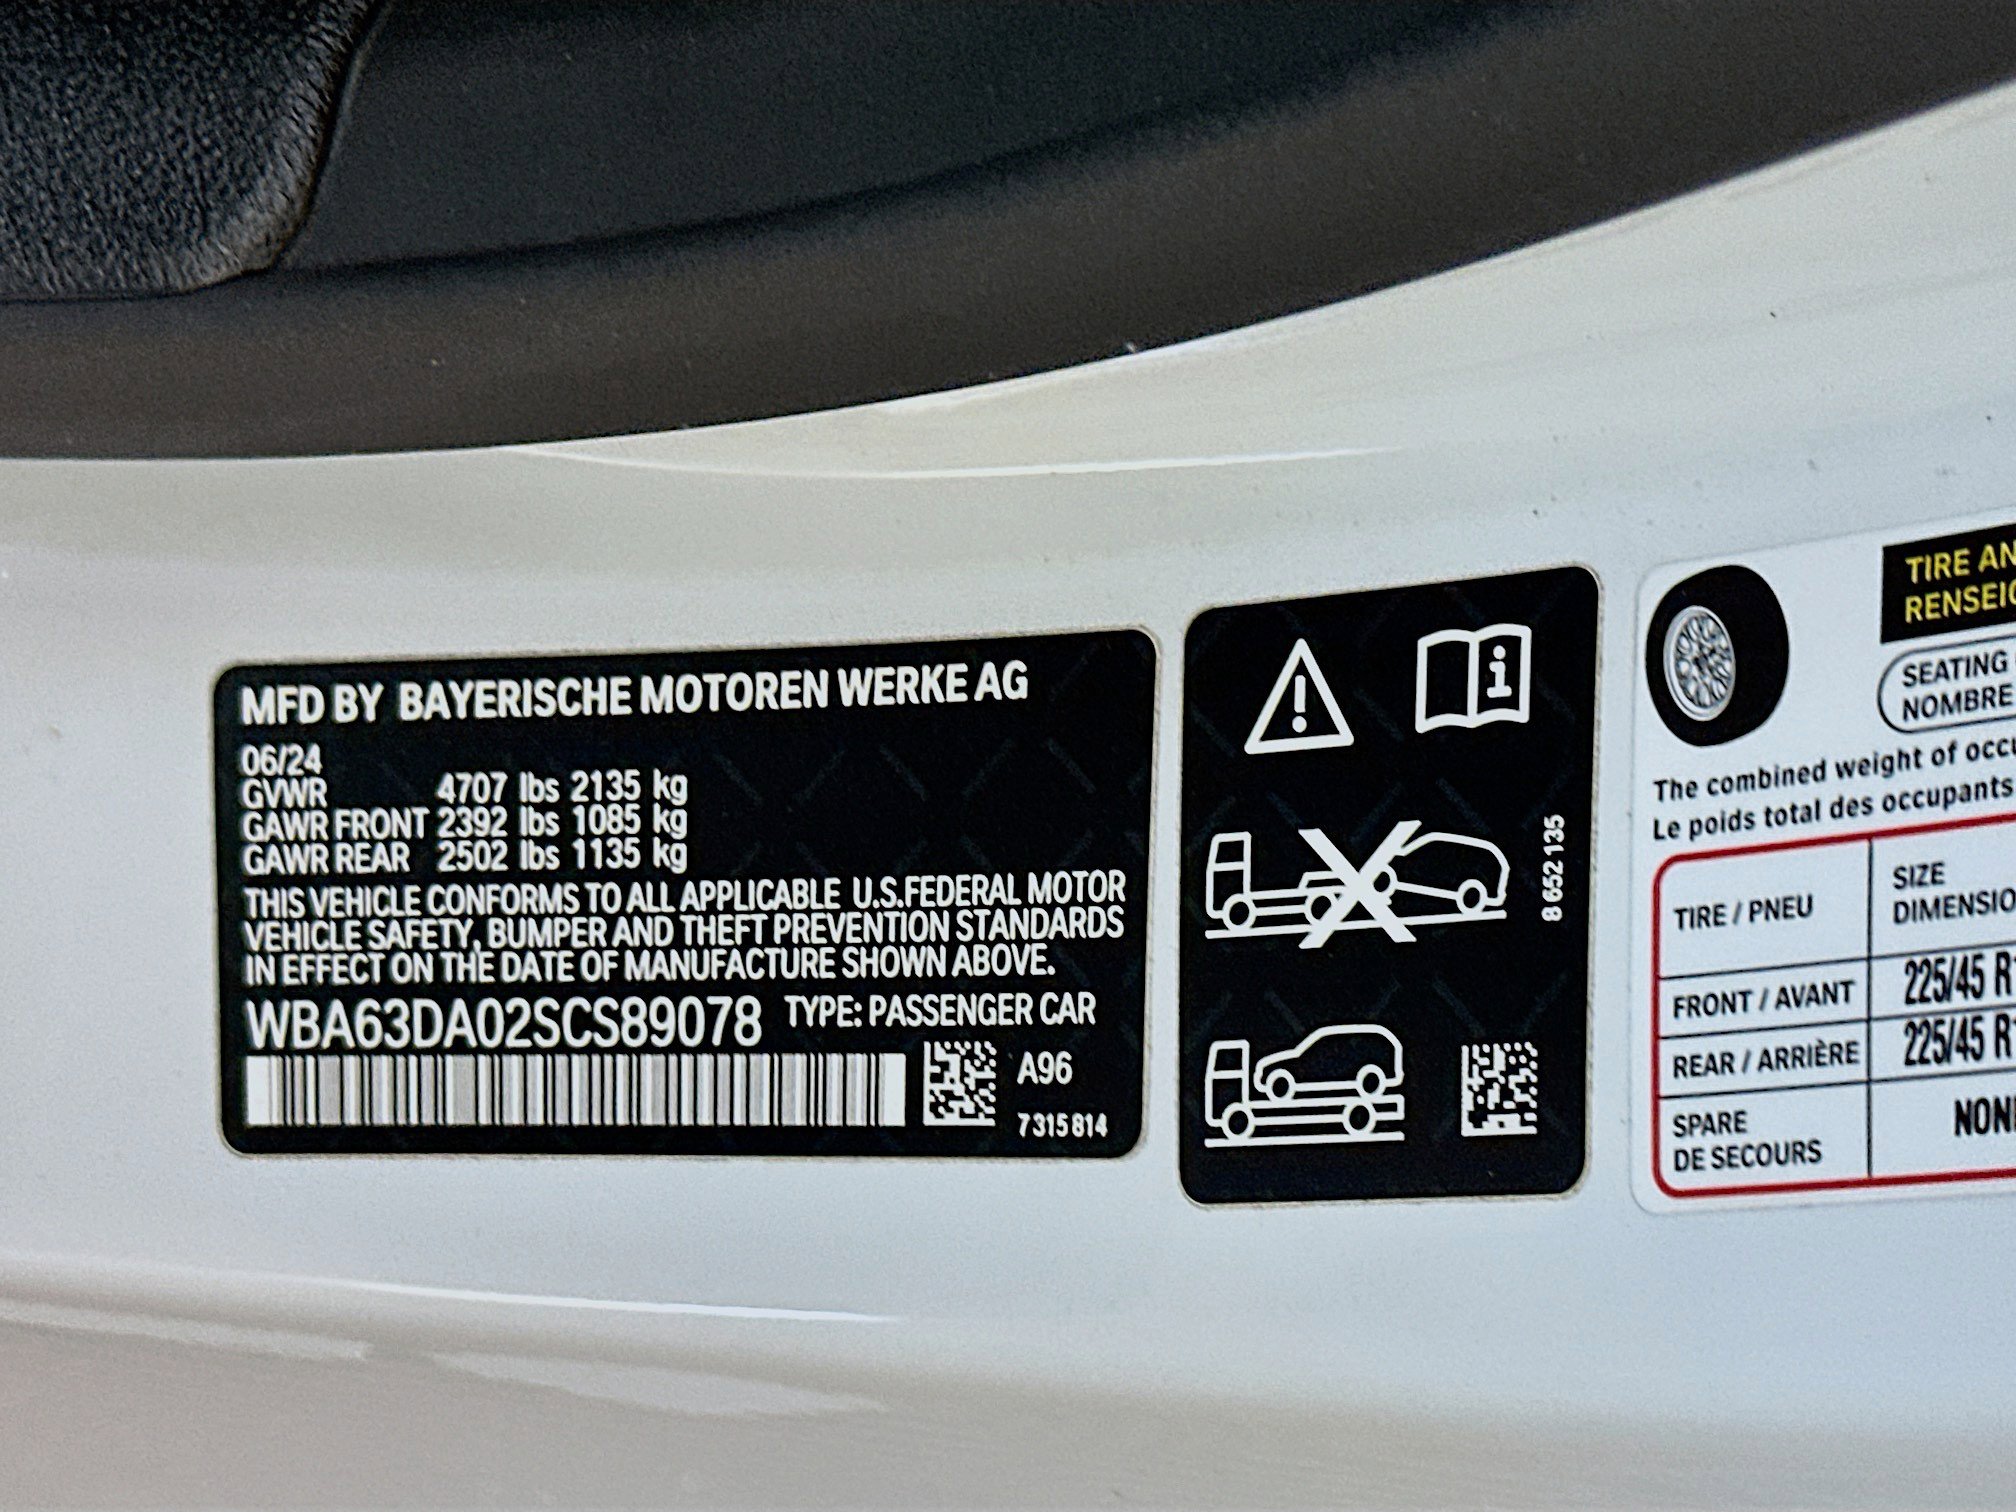 MFD BY BAYERISCHE MOTOREN WERKE AG
06/24
GVWR 4707 lbs 2135 kg
GAWR FRONT 2392 lbs 1085 kg
GAWR REAR 2502 lbs 1135 kg
THIS VEHICLE CONFORMS TO ALL APPLICABLE U.S.FEDERAL MOTOR
VEHICLE SAFETY, BUMPER AND THEFT PREVENTION STANDARDS
IN EFFECT ON THE DATE OF MANUFACTURE SHOWN ABOVE.
WBA63DA02SCS89078 TYPE: PASSENGER CAR
A96
7315814
8652135
TIRE AN
RENSEIG
SEATING
NOMBRE
The combined weight of occu
Le poids total des occupants
TIRE / PNEU
SIZE
DIMENSIO
FRONT / AVANT 225/45 R1
REAR / ARRIÈRE 225/45 R1
SPARE
DE SECOURS
NON